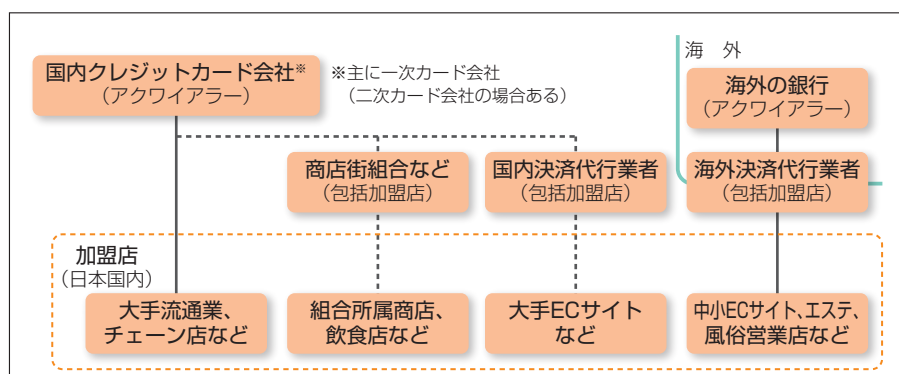 国内クレジットカード会社※
（アクワイアラー）
※主に一次カード会社
（二次カード会社の場合ある）
海 外
海外の銀行
（アクワイアラー）
商店街組合など
（包括加盟店）
国内決済代行業者
（包括加盟店）
海外決済代行業者
（包括加盟店）
加盟店
（日本国内）
大手流通業、
チェーン店など
組合所属商店、
飲食店など
大手ECサイト
など
中小ECサイト、エステ、
風俗営業店など